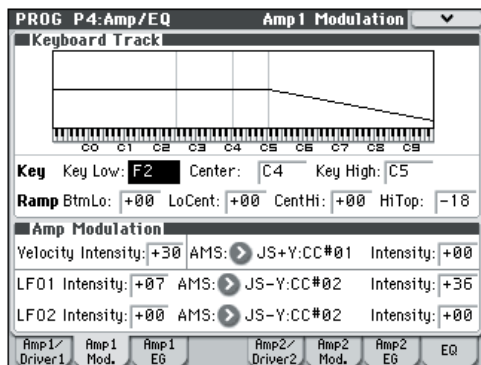 PROG P4:Amp/EQ Amp1 Modulation
Keyboard Track
C0 C1 C2 C3 C4 C5 C6 C7 C8 C9
Key Key Low: F2 Center: C4 Key High: C5
Ramp BtmLo: +00 LoCent: +00 CentHi: +00 HiTop: -18
Amp Modulation
Velocity Intensity: +30 AMS: JS+Y:CC#01 Intensity: +00
LFO1 Intensity: +07 AMS: JS-Y:CC#02 Intensity: +36
LFO2 Intensity: +00 AMS: JS-Y:CC#02 Intensity: +00
Amp1/ Driver1 Amp1 Mod. Amp1 EG Amp2/ Driver2 Amp2 Mod. Amp2 EG EQ